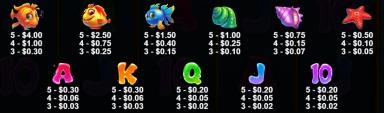 5 - $4.00 5 - $2.50 5 - $1.50 5 - $1.00 5 - $0.75 5 - $0.50
4 - $1.00 4 - $0.75 4 - $0.40 4 - $0.25 4 - $0.15 4 - $0.10
3 - $0.30 3 - $0.25 3 - $0.15 3 - $0.10 3 - $0.07 3 - $0.05
A K Q J 10
5 - $0.30 5 - $0.30 5 - $0.20 5 - $0.20 5 - $0.20
4 - $0.06 4 - $0.06 4 - $0.05 4 - $0.05 4 - $0.05
3 - $0.03 3 - $0.03 3 - $0.02 3 - $0.02 3 - $0.02